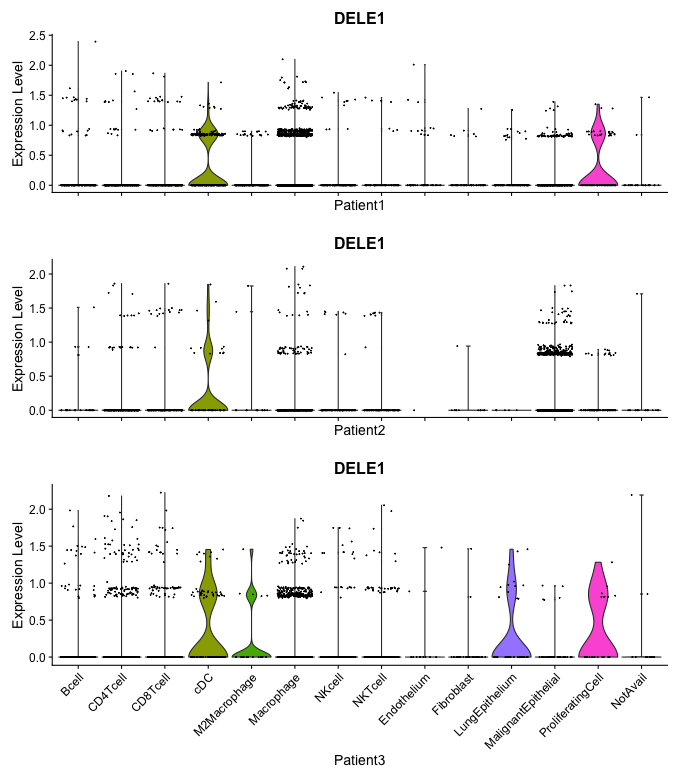 DELE1
Expression Level
2.5
2.0
1.5
1.0
0.5
0.0
Patient1
DELE1
Expression Level
2.0
1.5
1.0
0.5
0.0
Patient2
DELE1
Expression Level
2.0
1.5
1.0
0.5
0.0
Bcell
CD4Tcell
CD8Tcell
cDC
M2Macrophage
Macrophage
NKcell
NKTcell
Endothelium
Fibroblast
LungEpithelium
MalignantEpithelial
ProliferatingCell
NotAvail
Patient3